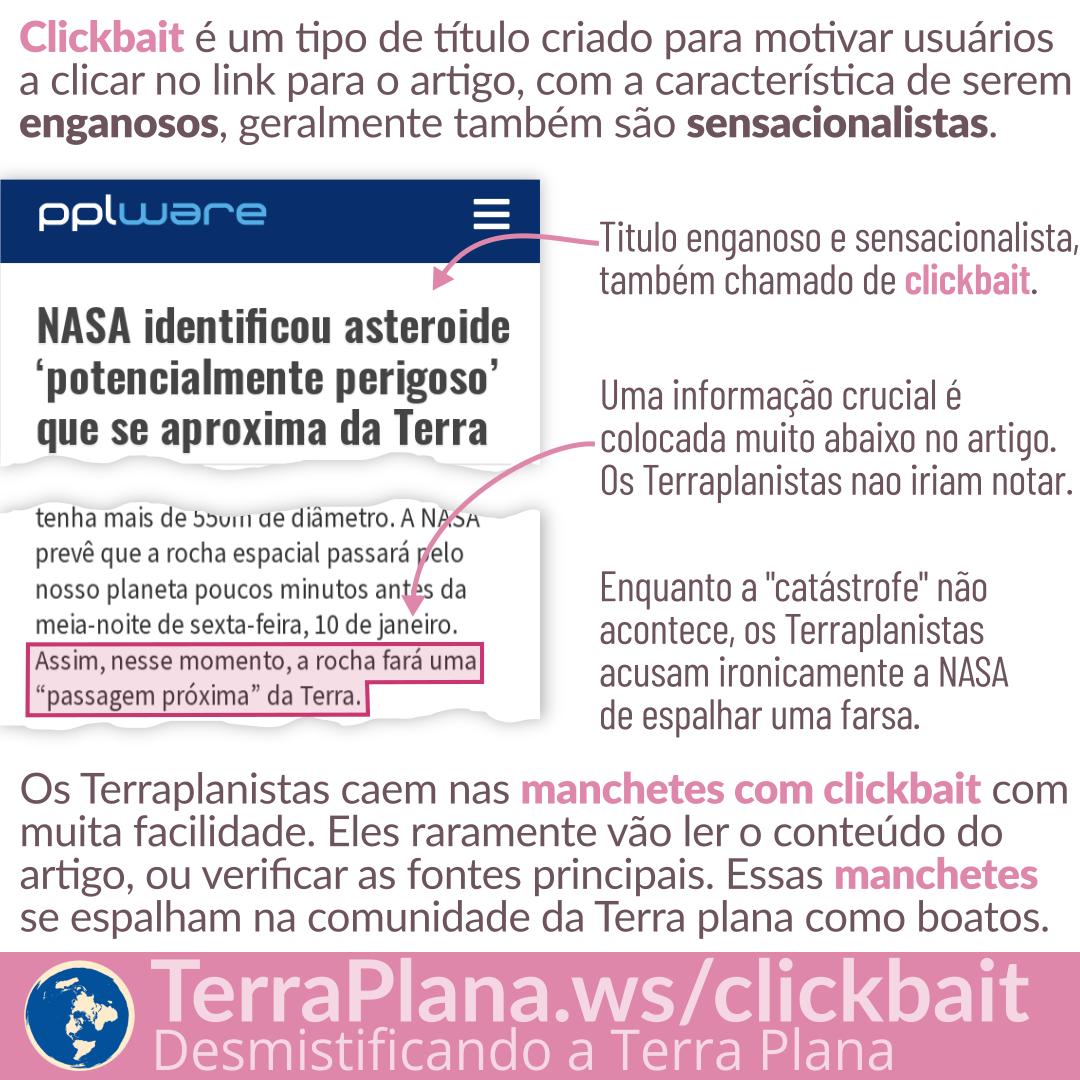 Clickbait é um tipo de título criado para motivar usuários
a clicar no link para o artigo, com a característica de serem
enganosos, geralmente também são sensacionalistas.
pplware
NASA identificou asteroide
‘potencialmente perigoso’
que se aproxima da Terra
tenha mais de 550m de diâmetro. A NASA
prevê que a rocha espacial passará pelo
nosso planeta poucos minutos antes da
meia-noite de sexta-feira, 10 de janeiro.
Assim, nesse momento, a rocha fará uma
“passagem próxima” da Terra.
Titulo enganoso e sensacionalista,
também chamado de clickbait.
Uma informação crucial é
colocada muito abaixo no artigo.
Os Terraplanistas nao iriam notar.
Enquanto a "catástrofe" não
acontece, os Terraplanistas
acusam ironicamente a NASA
de espalhar uma farsa.
Os Terraplanistas caem nas manchetes com clickbait com
muita facilidade. Eles raramente vão ler o conteúdo do
artigo, ou verificar as fontes principais. Essas manchetes
se espalham na comunidade da Terra plana como boatos.
TerraPlana.ws/clickbait
Desmistificando a Terra Plana